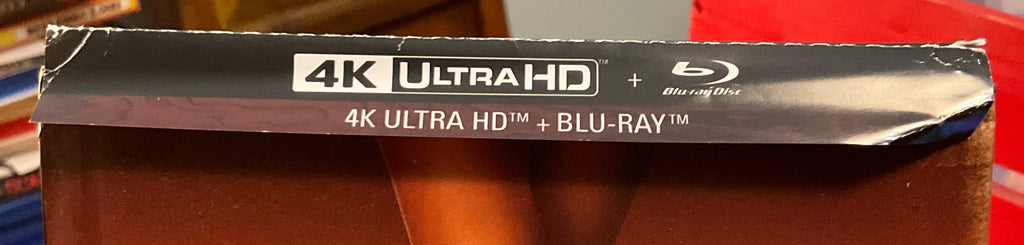 4K ULTRA HD™ + Blu-ray Disc
4K ULTRA HD™ + BLU-RAY™